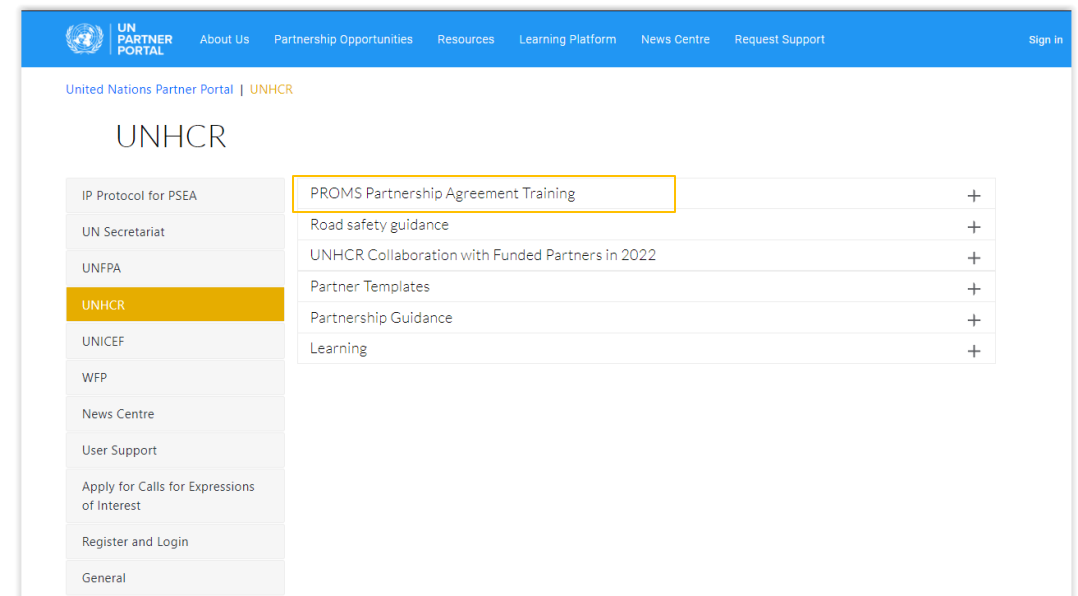 UN
PARTNER
PORTAL
About Us
Partnership Opportunities
Resources
Learning Platform
News Centre
Request Support
Sign in
United Nations Partner Portal | UNHCR
UNHCR
IP Protocol for PSEA
UN Secretariat
UNFPA
UNHCR
UNICEF
WFP
News Centre
User Support
Apply for Calls for Expressions
of Interest
Register and Login
General
PROMS Partnership Agreement Training
Road safety guidance
UNHCR Collaboration with Funded Partners in 2022
Partner Templates
Partnership Guidance
Learning